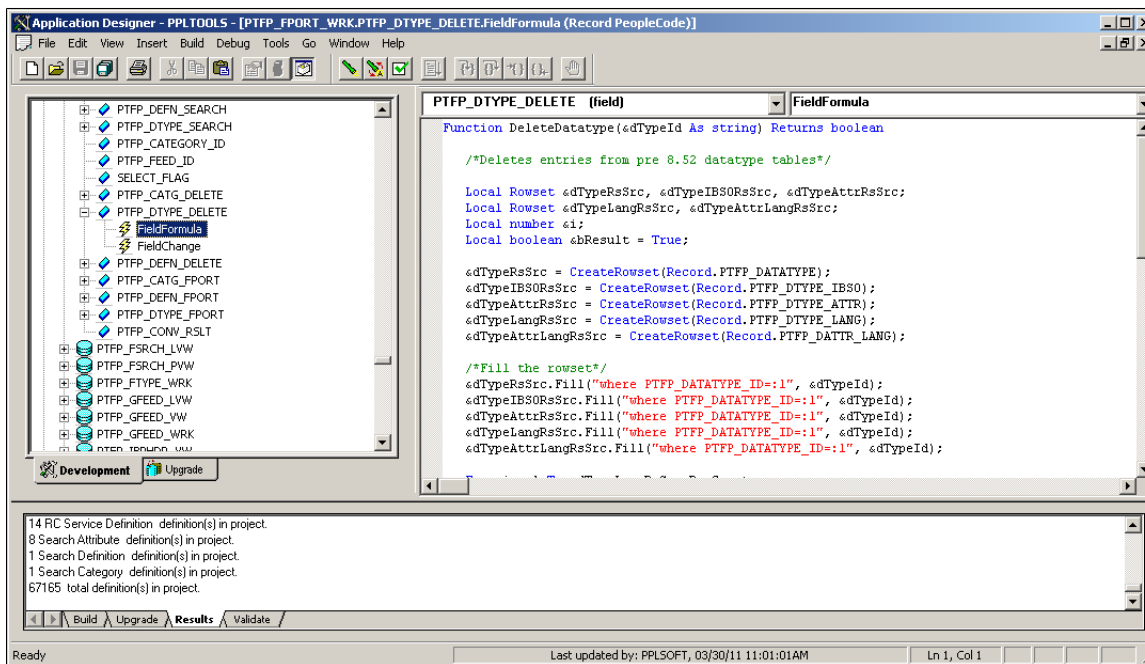 Application Designer - PPLTOOLS - [PTFP_FPORT_WRK.PTFP_DTYPE_DELETE.FieldFormula (Record PeopleCode)]
File Edit View Insert Build Debug Tools Go Window Help
PTFP_DEFN_SEARCH
PTFP_DTYPE_SEARCH
PTFP_CATEGORY_ID
PTFP_FEED_ID
SELECT_FLAG
PTFP_CATG_DELETE
PTFP_DTYPE_DELETE
FieldFormula
FieldChange
PTFP_DEFN_DELETE
PTFP_CATG_FPORT
PTFP_DEFN_FPORT
PTFP_DTYPE_FPORT
PTFP_CONV_RSLT
PTFP_FSRCH_LVW
PTFP_FSRCH_PVW
PTFP_FTYPE_WRK
PTFP_GFEED_LVW
PTFP_GFEED_VW
PTFP_GFEED_WRK
Development Upgrade
PTFP_DTYPE_DELETE (field) FieldFormula
Function DeleteDatatype(&dTypeId As string) Returns boolean
/*Deletes entries from pre 8.52 datatype tables*/
Local Rowset &dTypeRsSrc, &dTypeIBSORsSrc, &dTypeAttrRsSrc;
Local Rowset &dTypeLangRsSrc, &dTypeAttrLangRsSrc;
Local number &i;
Local boolean &bResult = True;
&dTypeRsSrc = CreateRowset(Record.PTFP_DATATYPE);
&dTypeIBSORsSrc = CreateRowset(Record.PTFP_DTYPE_IBSO);
&dTypeAttrRsSrc = CreateRowset(Record.PTFP_DTYPE_ATTR);
&dTypeLangRsSrc = CreateRowset(Record.PTFP_DTYPE_LANG);
&dTypeAttrLangRsSrc = CreateRowset(Record.PTFP_DATTR_LANG);
/*Fill the rowset*/
&dTypeRsSrc.Fill("where PTFP_DATATYPE_ID=:1", &dTypeId);
&dTypeIBSORsSrc.Fill("where PTFP_DATATYPE_ID=:1", &dTypeId);
&dTypeAttrRsSrc.Fill("where PTFP_DATATYPE_ID=:1", &dTypeId);
&dTypeLangRsSrc.Fill("where PTFP_DATATYPE_ID=:1", &dTypeId);
&dTypeAttrLangRsSrc.Fill("where PTFP_DATATYPE_ID=:1", &dTypeId);
14 RC Service Definition definition(s) in project.
8 Search Attribute definition(s) in project.
1 Search Definition definition(s) in project.
1 Search Category definition(s) in project.
67165 total definition(s) in project.
Build Upgrade Results Validate
Ready Last updated by: PPLSOFT, 03/30/11 11:01:01AM Ln 1, Col 1